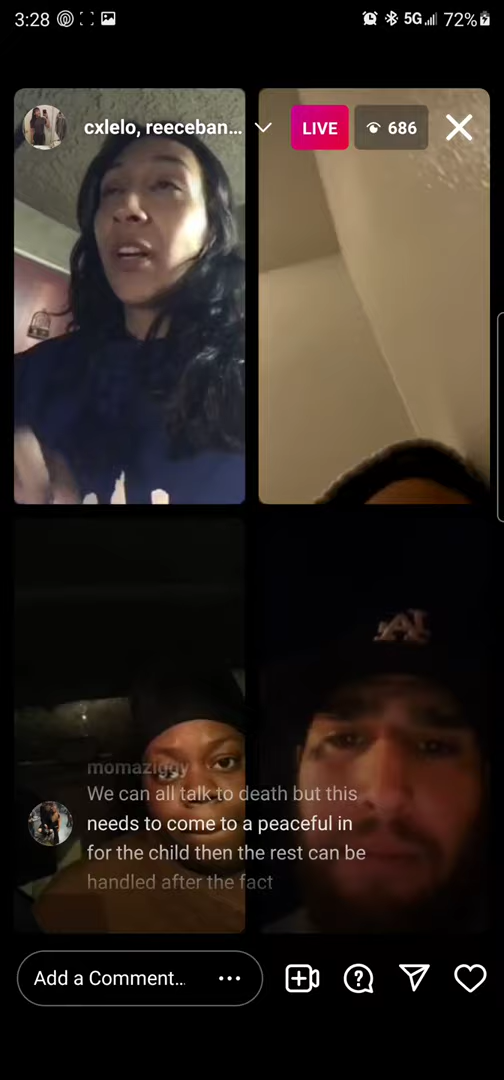 3:28 5G 72%
cxlelo, reeceban... LIVE 686
momaziggy
We can all talk to death but this
needs to come to a peaceful in
for the child then the rest can be
handled after the fact
Add a Comment...